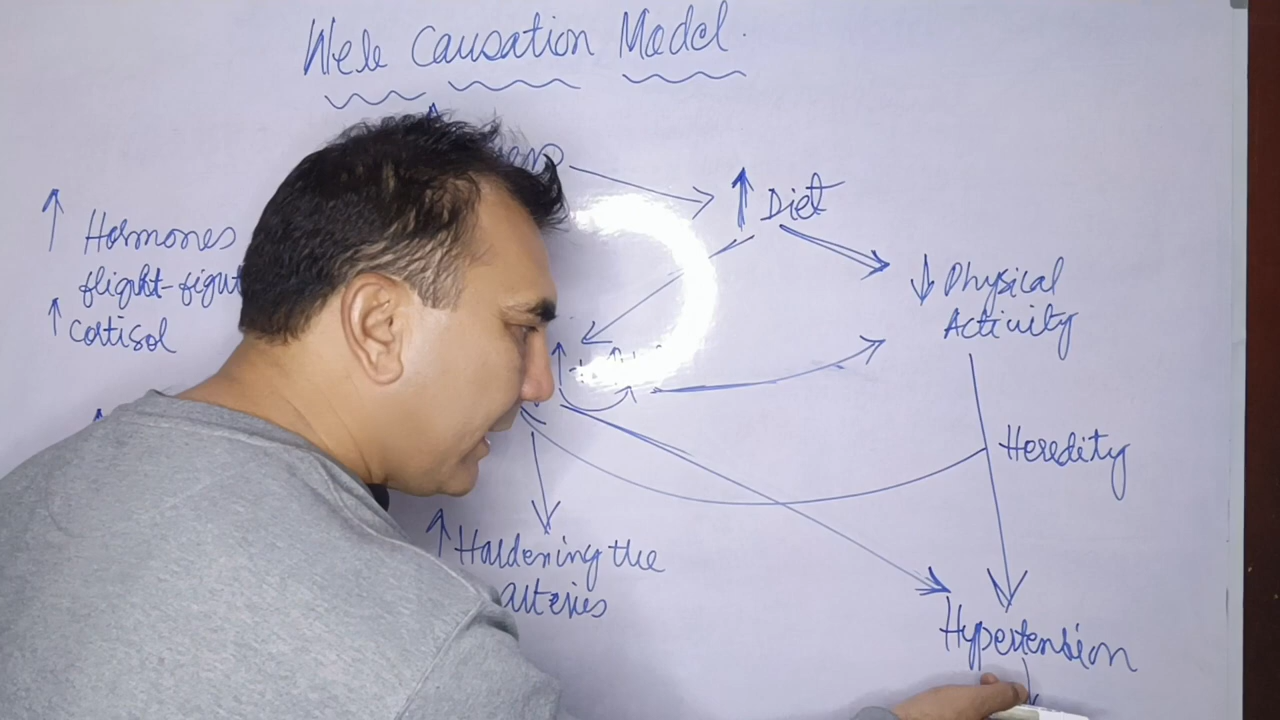 Web Causation Model.
↑ Diet
↑ Hormones
flight-fight
↑ Cortisol
↓ Physical
Activity
Heredity
↑ Hardening the
arteries
Hypertension